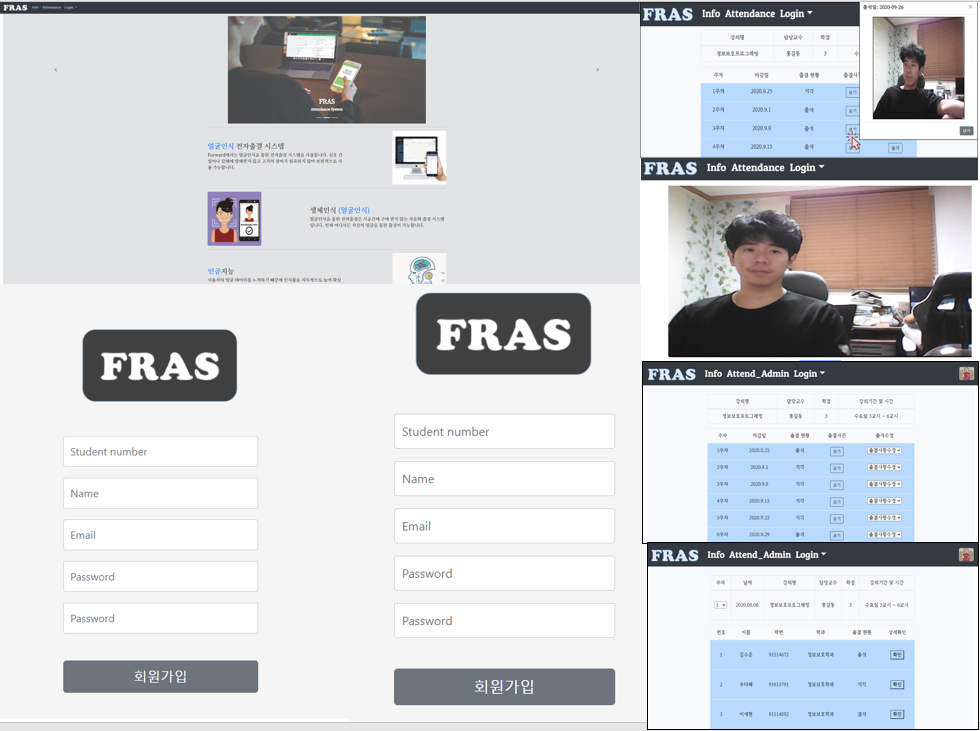 FRAS Info Attendance Login
FRAS
Attendance System
얼굴인식 전자출결 시스템
생체인식 (얼굴인식)
인공지능
FRAS
Student number
Name
Email
Password
Password
회원가입
FRAS
Student number
Name
Email
Password
Password
회원가입
FRAS Info Attendance Login
출석일: 2020-09-26
강의명 담당교수 학점
정보보호프로그래밍 홍길동 3 수
주차 마감일 출결 현황 출결사
1주차 2020.8.25 지각 보기
2주차 2020.9.1 출석 보기
3주차 2020.9.8 출석 보기
4주차 2020.9.15 출석 출석
닫기
FRAS Info Attendance Login
FRAS Info Attend_Admin Login
강의명 담당교수 학점 강의기간 및 시간
정보보호프로그래밍 홍길동 3 수요일 3교시 ~ 6교시
주차 마감일 출결 현황 출결사진 출석수정
1주차 2020.8.25 출석 보기 출결사항수정
2주차 2020.9.1 지각 보기 출결사항수정
3주차 2020.9.8 지각 보기 출결사항수정
4주차 2020.9.15 지각 보기 출결사항수정
5주차 2020.9.22 지각 보기 출결사항수정
6주차 2020.9.29 출석 보기 출결사항수정
FRAS Info Attend_Admin Login
주차 날짜 강의명 담당교수 학점 강의기간 및 시간
1 2020.08.06. 정보보호프로그래밍 홍길동 3 수요일 3교시 ~ 6교시
번호 이름 학번 학과 출결 현황 상세확인
1 김수은 91514672 정보보호학과 출석 확인
2 우다혜 91613791 정보보호학과 지각 확인
3 이세현 91514892 정보보호학과 결석 확인